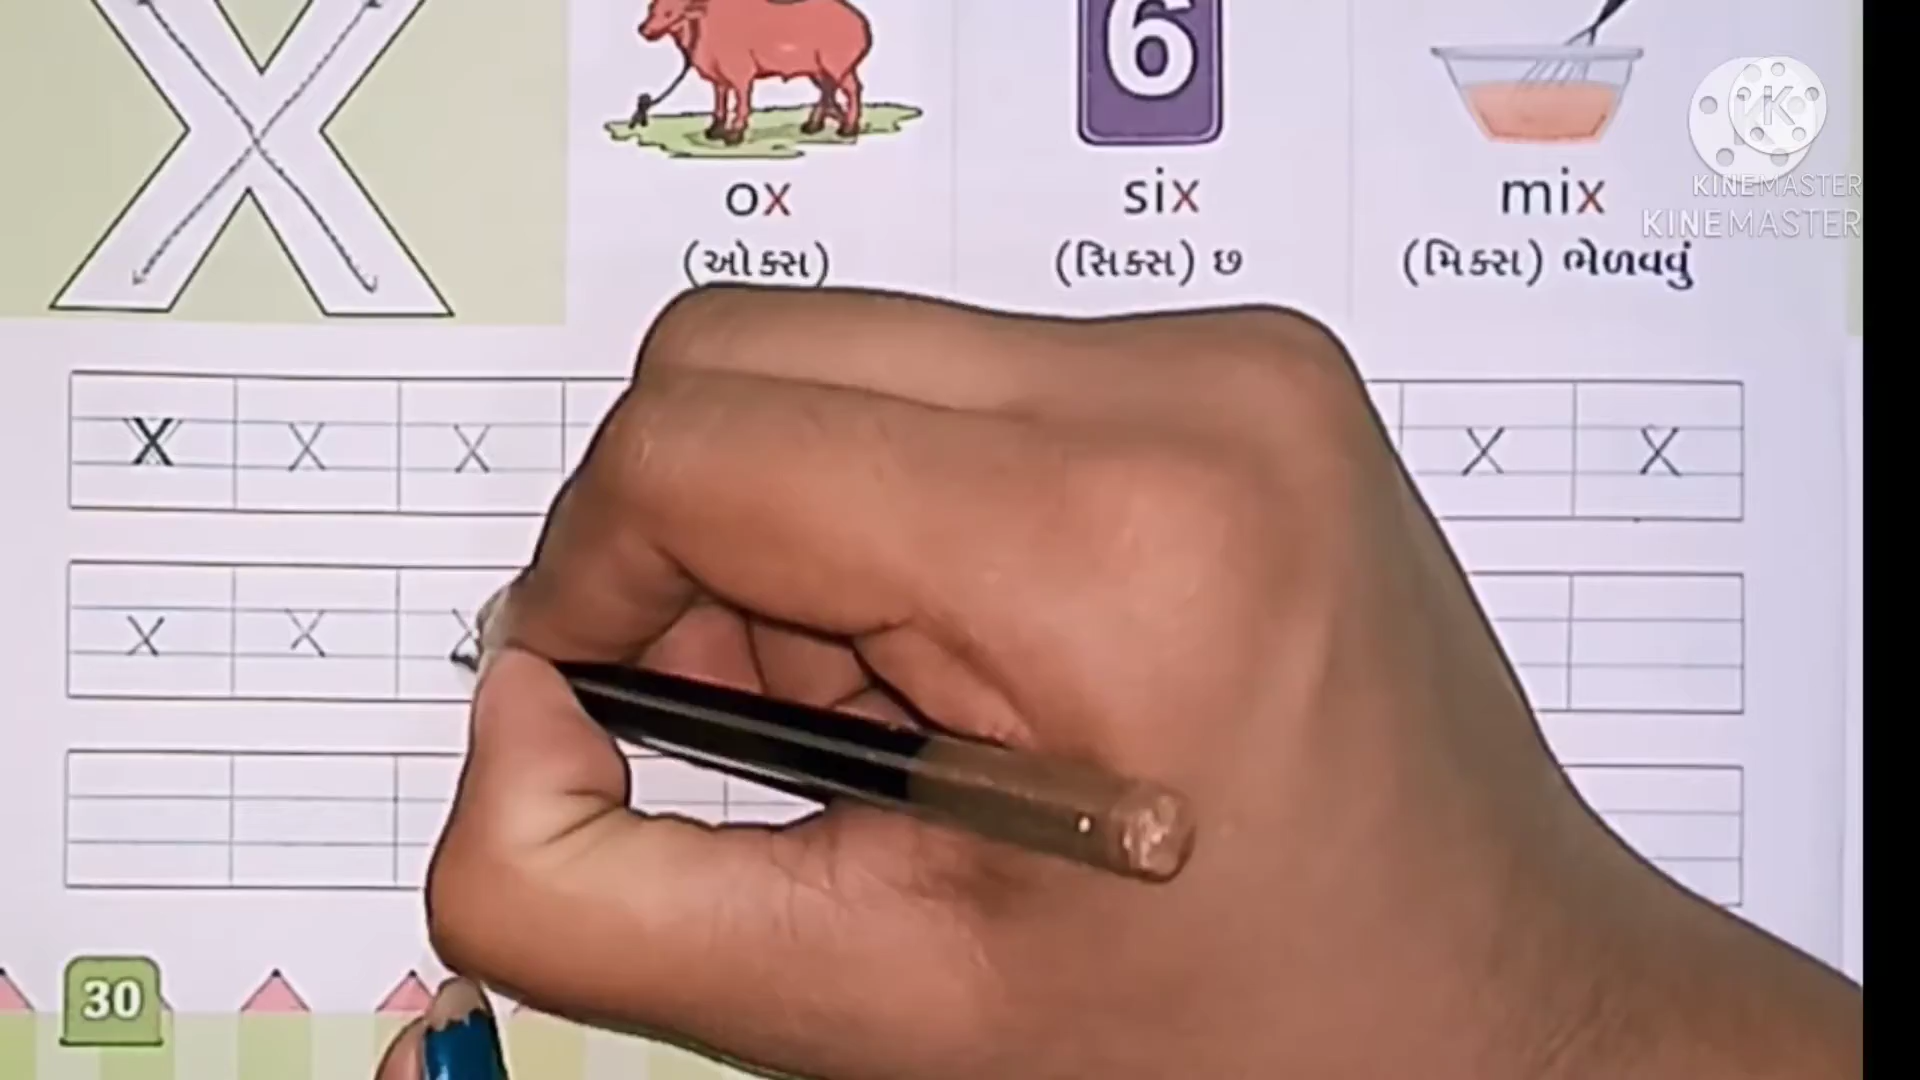 X
6
ox six mix
(ઓક્સ) (સિક્સ) છ (મિક્સ) ભેળવવું
K K
KINEMASTER
KINEMASTER
x x x x x
x x x
30